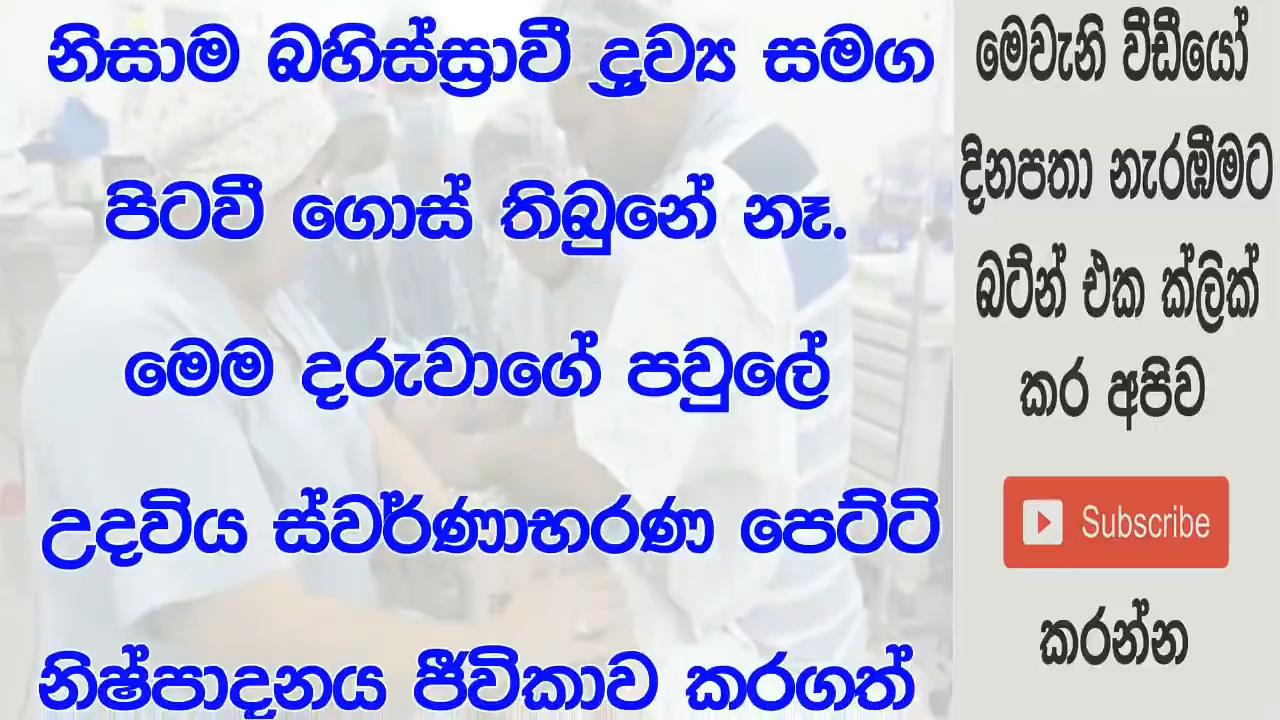 නිසාම බහිස්ස්‍රාවී ද්‍රව්‍ය සමග
පිටවී ගොස් තිබුනේ නෑ.
මෙම දරුවාගේ පවුලේ
උදවිය ස්වර්ණාභරණ පෙට්ටි
නිෂ්පාදනය ජීවිකාව කරගත්
මෙවැනි වීඩීයෝ
දිනපතා නැරඹීමට
බටින් එක ක්ලික්
කර අපිව
Subscribe
කරන්න